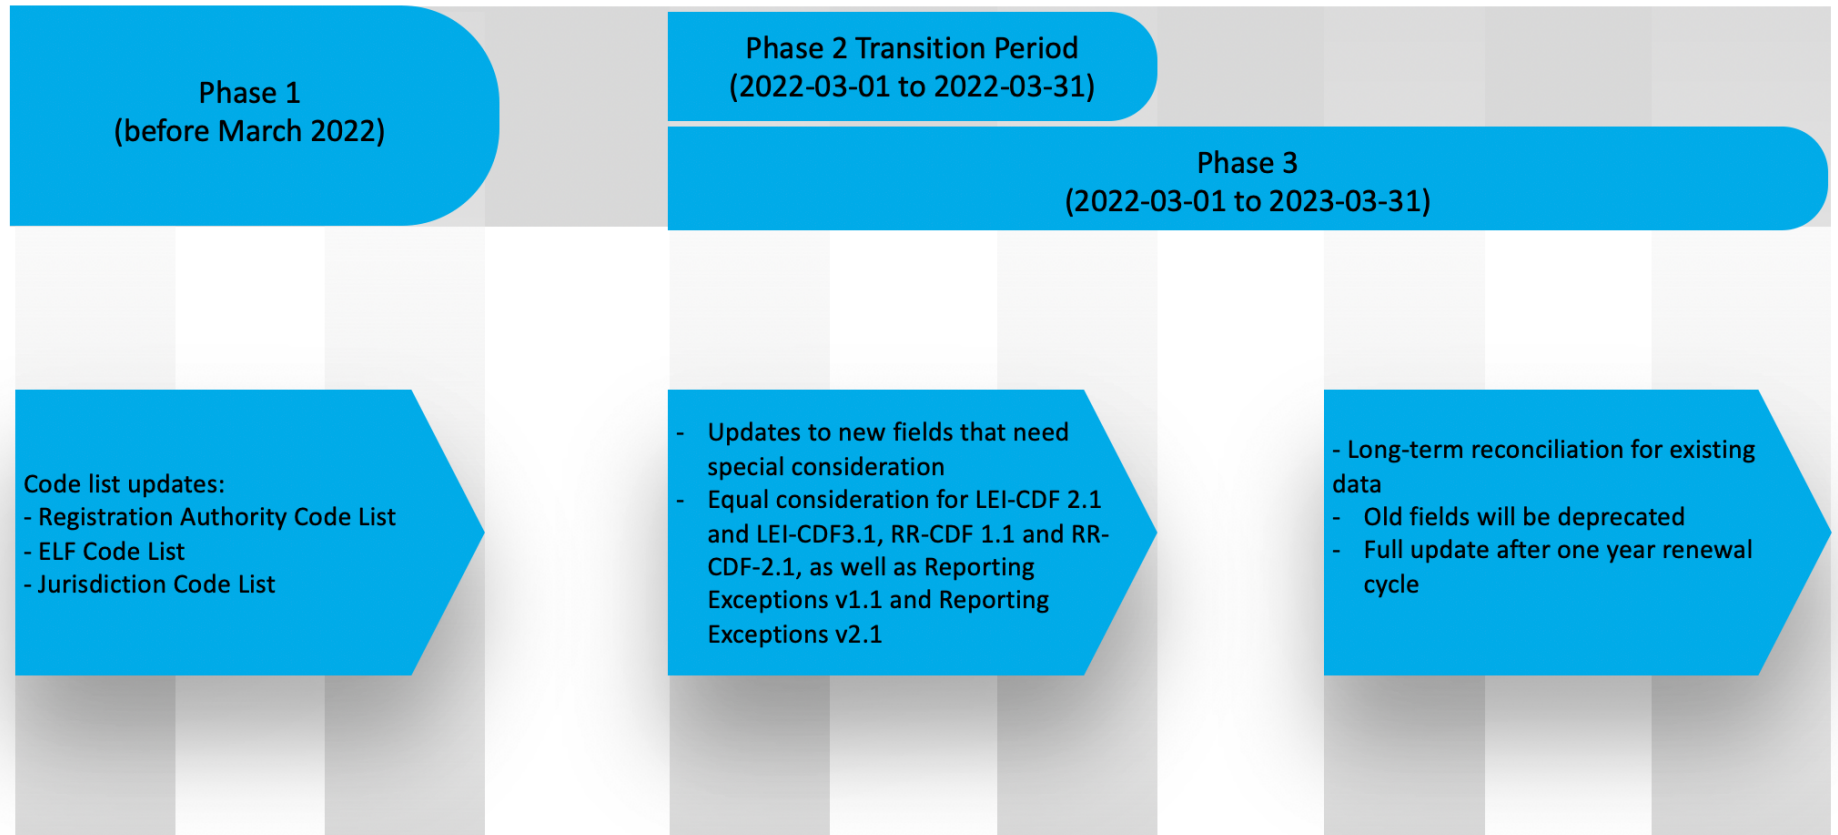 Phase 1
(before March 2022)
Phase 2 Transition Period
(2022-03-01 to 2022-03-31)
Phase 3
(2022-03-01 to 2023-03-31)
Code list updates:
- Registration Authority Code List
- ELF Code List
- Jurisdiction Code List
- Updates to new fields that need
special consideration
- Equal consideration for LEI-CDF 2.1
and LEI-CDF3.1, RR-CDF 1.1 and RR-
CDF-2.1, as well as Reporting
Exceptions v1.1 and Reporting
Exceptions v2.1
- Long-term reconciliation for existing
data
- Old fields will be deprecated
- Full update after one year renewal
cycle